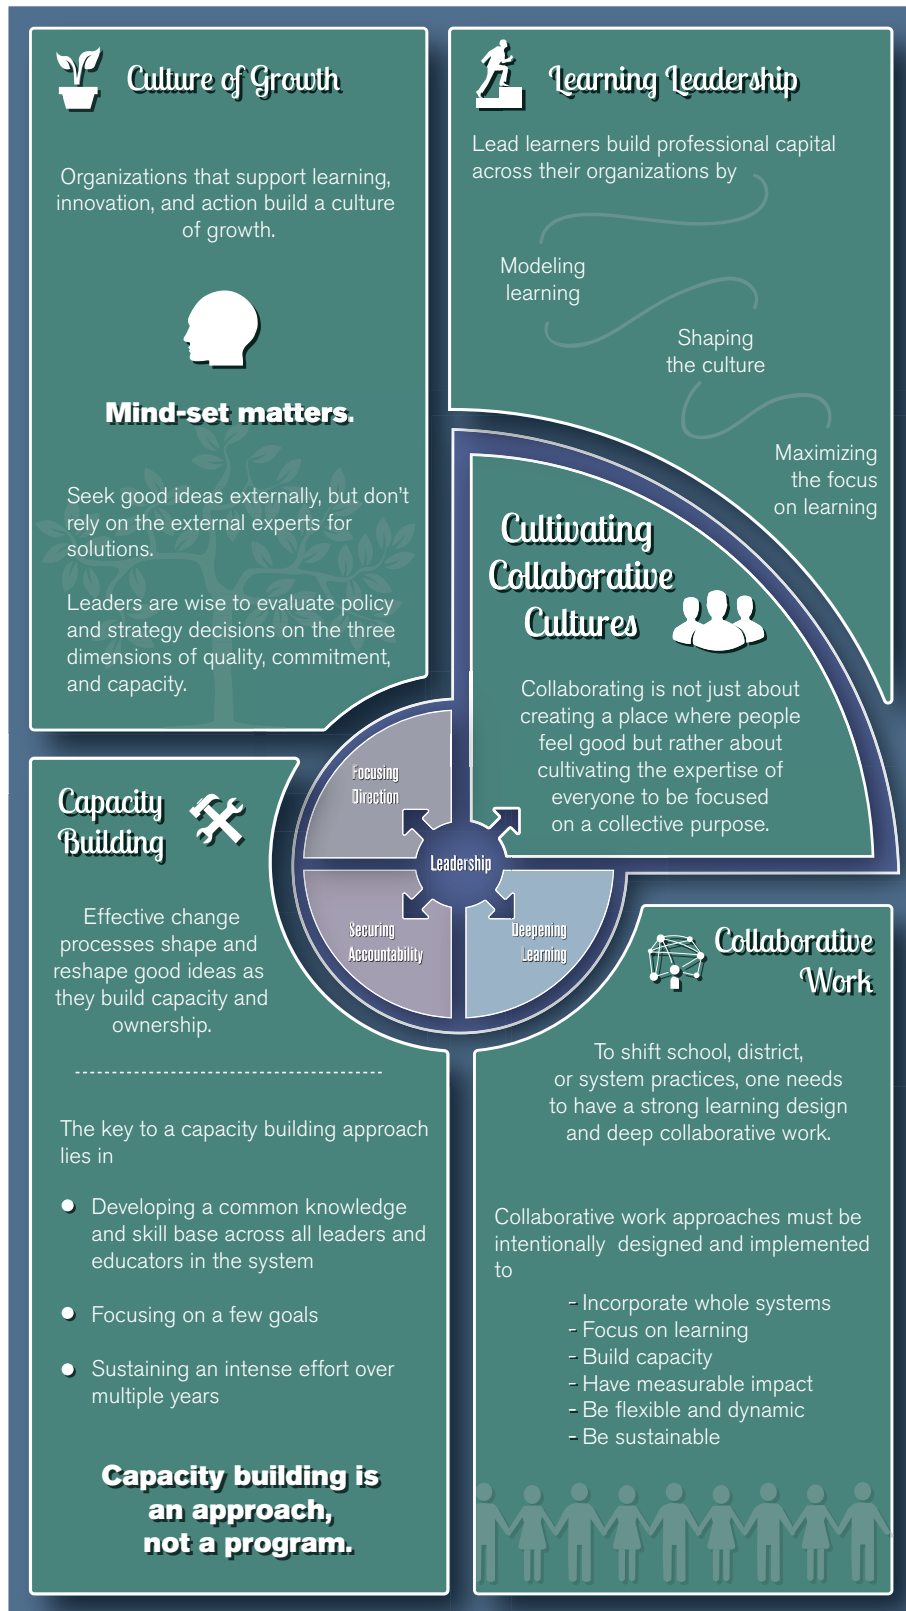 Culture of Growth
Organizations that support learning,
innovation, and action build a culture
of growth.
Mind-set matters.
Seek good ideas externally, but don't
rely on the external experts for
solutions.
Leaders are wise to evaluate policy
and strategy decisions on the three
dimensions of quality, commitment,
and capacity.
Learning Leadership
Lead learners build professional capital
across their organizations by
Modeling
learning
Shaping
the culture
Maximizing
the focus
on learning
Cultivating
Collaborative
Cultures
Collaborating is not just about
creating a place where people
feel good but rather about
cultivating the expertise of
everyone to be focused
on a collective purpose.
Focusing
Direction
Leadership
Securing
Accountability
Deepening
Learning
Capacity
Building
Effective change
processes shape and
reshape good ideas as
they build capacity and
ownership.
The key to a capacity building approach
lies in
Developing a common knowledge
and skill base across all leaders and
educators in the system
Focusing on a few goals
Sustaining an intense effort over
multiple years
Capacity building is
an approach,
not a program.
Collaborative
Work
To shift school, district,
or system practices, one needs
to have a strong learning design
and deep collaborative work.
Collaborative work approaches must be
intentionally designed and implemented
to
- Incorporate whole systems
- Focus on learning
- Build capacity
- Have measurable impact
- Be flexible and dynamic
- Be sustainable